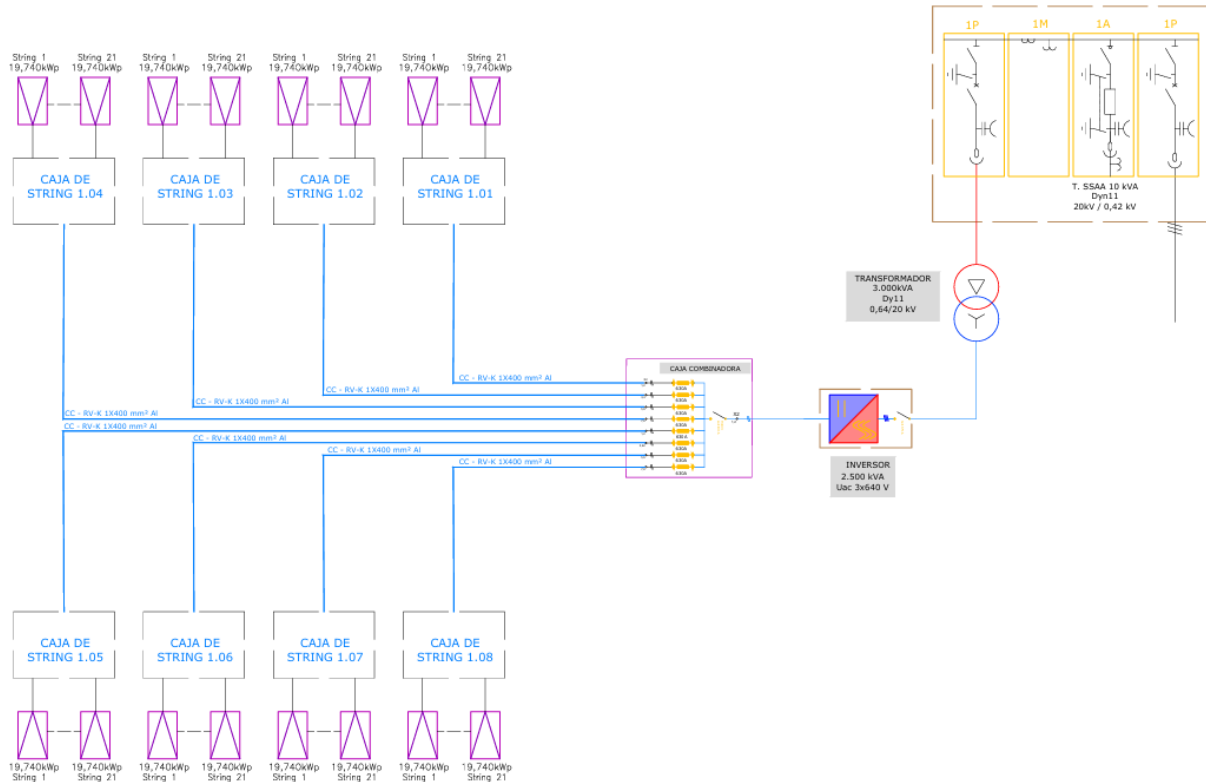 1P
1M
1A
1P
T. SSAA 10 kVA
Dyn11
20kV / 0,42 kV
String 1
19,740kWp
String 21
19,740kWp
String 1
19,740kWp
String 21
19,740kWp
String 1
19,740kWp
String 21
19,740kWp
String 1
19,740kWp
String 21
19,740kWp
CAJA DE
STRING 1.04
CAJA DE
STRING 1.03
CAJA DE
STRING 1.02
CAJA DE
STRING 1.01
TRANSFORMADOR
3.000kVA
Dy11
0,64/20 kV
CAJA COMBINADORA
CC - RV-K 1X400 mm² Al
CC - RV-K 1X400 mm² Al
CC - RV-K 1X400 mm² Al
CC - RV-K 1X400 mm² Al
CC - RV-K 1X400 mm² Al
CC - RV-K 1X400 mm² Al
CC - RV-K 1X400 mm² Al
CC - RV-K 1X400 mm² Al
630A
630A
630A
630A
630A
630A
630A
630A
INVERSOR
2.500 kVA
Uac 3x640 V
CAJA DE
STRING 1.05
CAJA DE
STRING 1.06
CAJA DE
STRING 1.07
CAJA DE
STRING 1.08
19,740kWp
String 1
19,740kWp
String 21
19,740kWp
String 1
19,740kWp
String 21
19,740kWp
String 1
19,740kWp
String 21
19,740kWp
String 1
19,740kWp
String 21